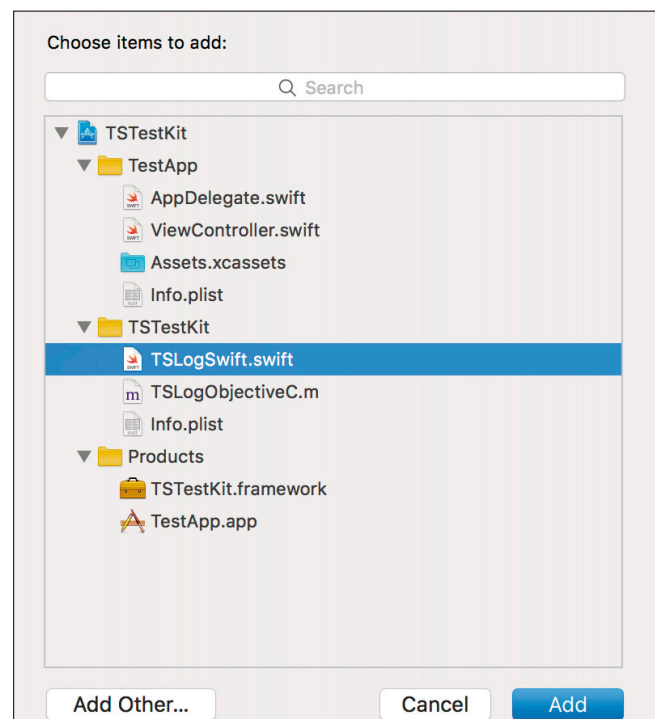 Choose items to add:
Search
TSTestKit
TestApp
AppDelegate.swift
ViewController.swift
Assets.xcassets
Info.plist
TSTestKit
TSLogSwift.swift
TSLogObjectiveC.m
Info.plist
Products
TSTestKit.framework
TestApp.app
Add Other... Cancel Add